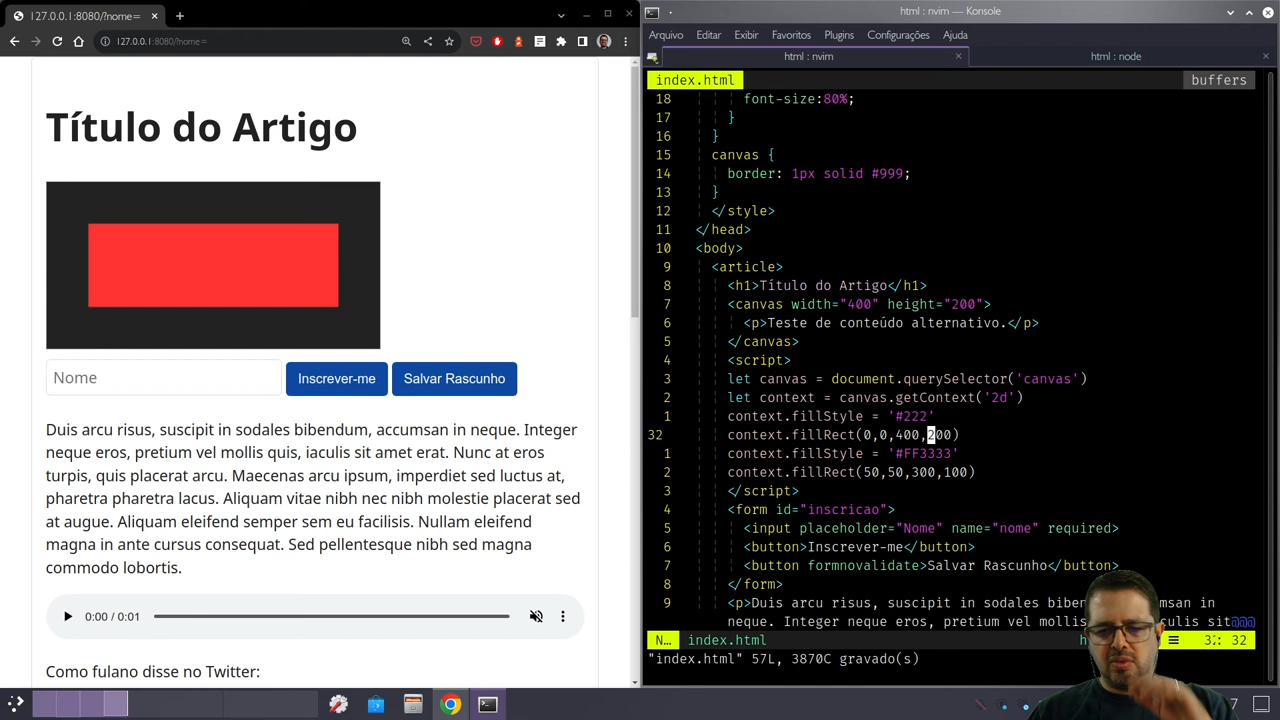 127.0.0.1:8080/?nome=
127.0.0.1:8080/?nome=
Título do Artigo
Nome
Inscrever-me
Salvar Rascunho
Duis arcu risus, suscipit in sodales bibendum, accumsan in neque. Integer
neque eros, pretium vel mollis quis, iaculis sit amet erat. Nunc at eros
turpis, quis placerat arcu. Maecenas arcu ipsum, imperdiet sed luctus at,
pharetra pharetra lacus. Aliquam vitae nibh nec nibh molestie placerat sed
at augue. Aliquam eleifend semper sem eu facilisis. Nullam eleifend
magna in ante cursus consequat. Sed pellentesque nibh sed magna
commodo lobortis.
0:00 / 0:01
Como fulano disse no Twitter:
html : nvim — Konsole
Arquivo Editar Exibir Favoritos Plugins Configurações Ajuda
html : nvim
html : node
index.html
buffers
18 font-size:80%;
17 }
16 }
15 canvas {
14 border: 1px solid #999;
13 }
12 </style>
11 </head>
10 <body>
9 <article>
8 <h1>Título do Artigo</h1>
7 <canvas width="400" height="200">
6 <p>Teste de conteúdo alternativo.</p>
5 </canvas>
4 <script>
3 let canvas = document.querySelector('canvas')
2 let context = canvas.getContext('2d')
1 context.fillStyle = '#222'
32 context.fillRect(0,0,400,200)
1 context.fillStyle = '#FF3333'
2 context.fillRect(50,50,300,100)
3 </script>
4 <form id="inscricao">
5 <input placeholder="Nome" name="nome" required>
6 <button>Inscrever-me</button>
7 <button formnovalidate>Salvar Rascunho</button>
8 </form>
9 <p>Duis arcu risus, suscipit in sodales
neque. Integer neque eros, pretium vel mollis
N… index.html
"index.html" 57L, 3870C gravado(s)